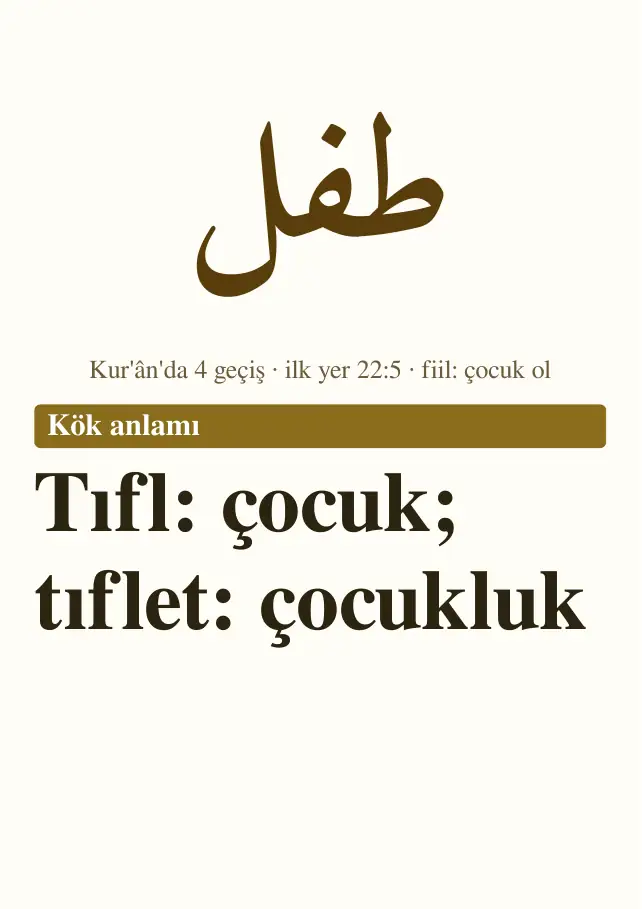 طفل
Kur'ân'da 4 geçiş · ilk yer 22:5 · fiil: çocuk ol
Kök anlamı
Tıfl: çocuk;
tıflet: çocukluk